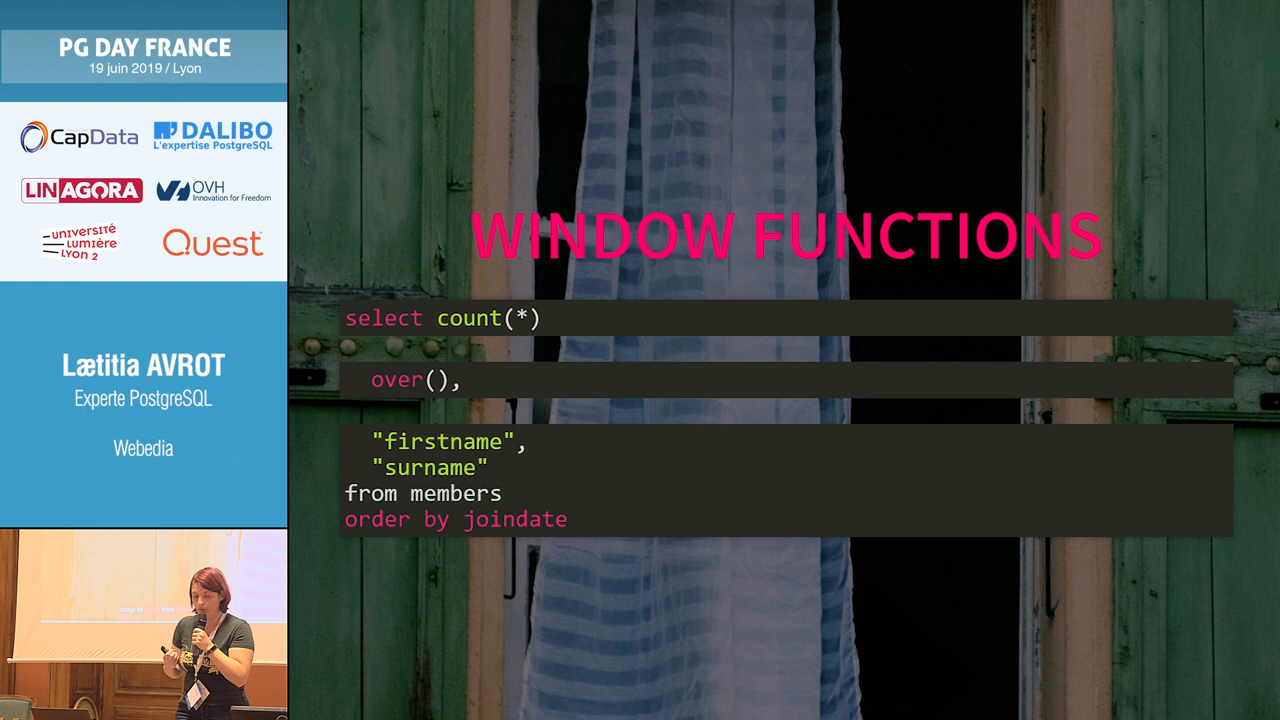 PG DAY FRANCE
19 juin 2019 / Lyon
CapData
DALIBO
L'expertise PostgreSQL
LINAGORA
OVH
Innovation for Freedom
UNIVERSITÉ
LUMIÈRE
LYON 2
Quest
Lætitia AVROT
Experte PostgreSQL
Webedia
WINDOW FUNCTIONS
select count(*)
over(),
"firstname",
"surname"
from members
order by joindate